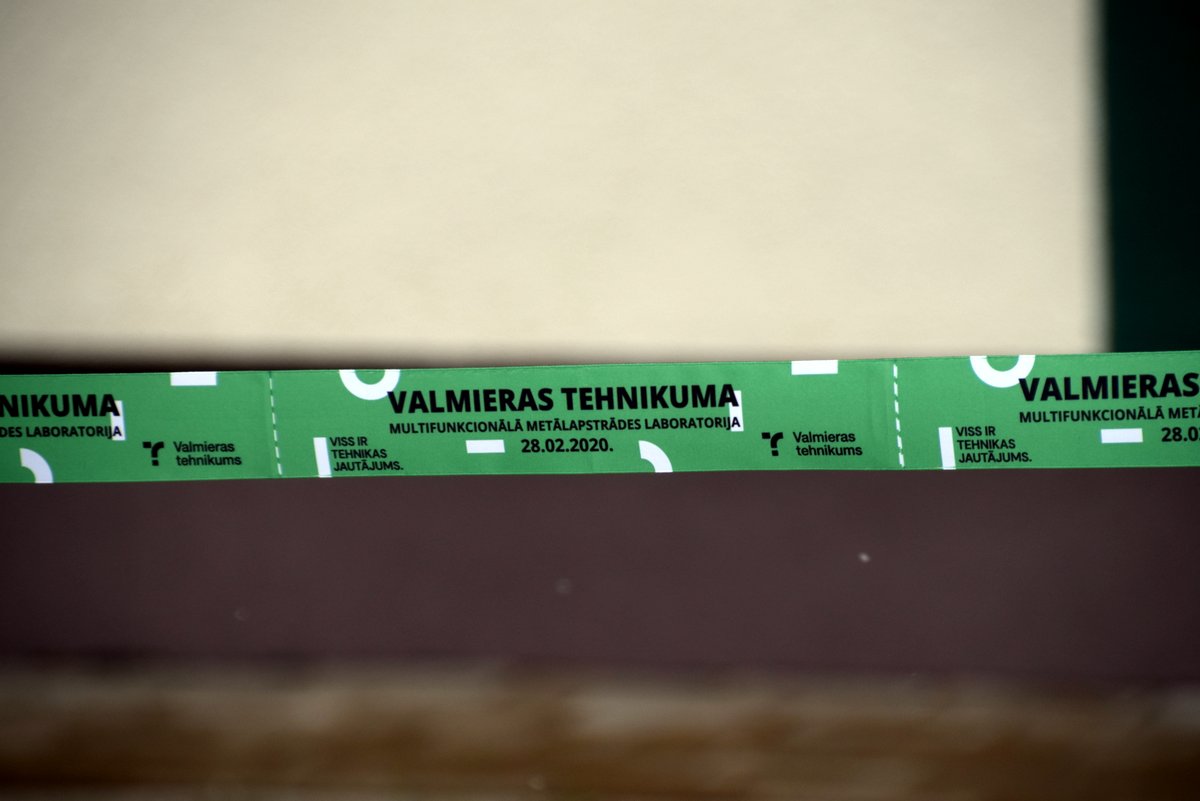 NIKUMA
DES LABORATORIJA
Valmieras
tehnikums
VALMIERAS TEHNIKUMA
MULTIFUNKCIONĀLĀ METĀLAPSTRĀDES LABORATORIJA
28.02.2020.
VISS IR
TEHNIKAS
JAUTĀJUMS.
Valmieras
tehnikums
VALMIERAS
MULTIFUNKCIONĀLĀ METĀ
28.0
VISS IR
TEHNIKAS
JAUTĀJUMS.